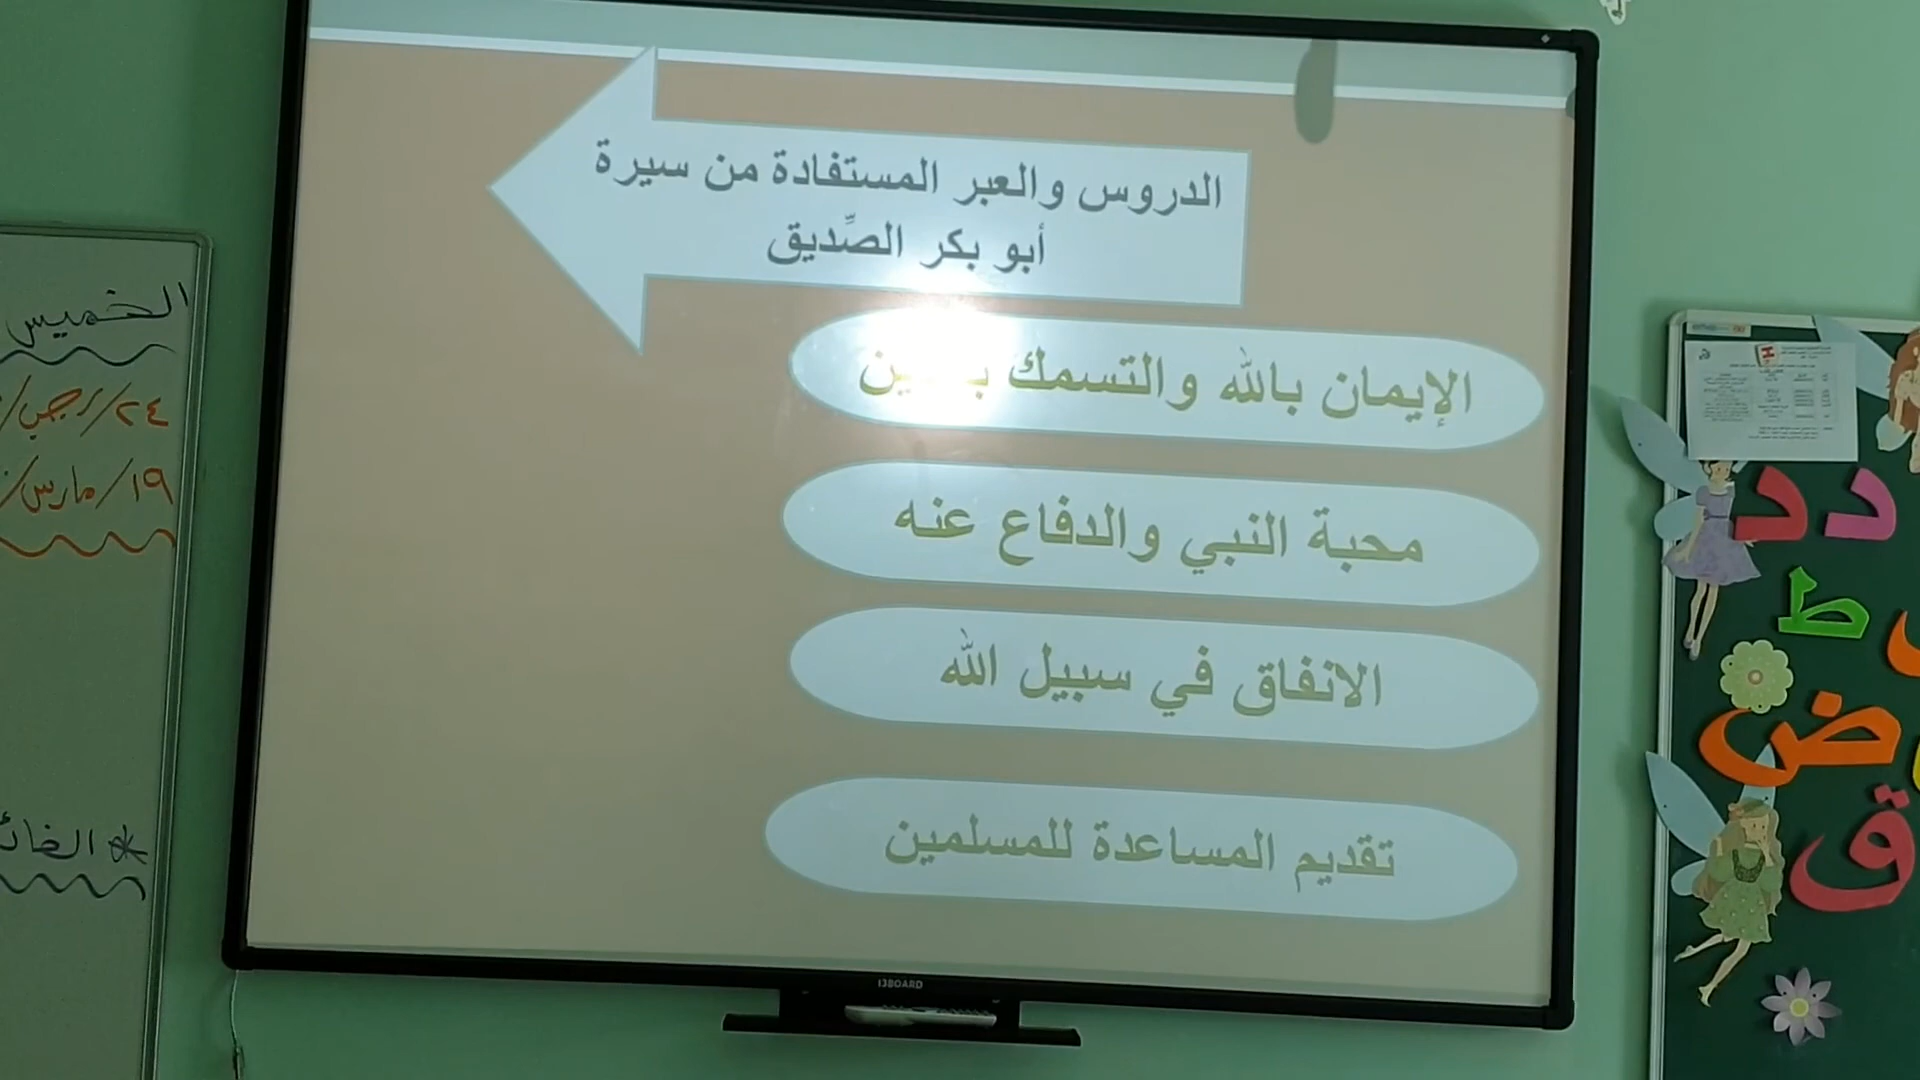 الدروس والعبر المستفادة من سيرة
أبو بكر الصِّديق
الإيمان بالله والتسمك
محبة النبي والدفاع عنه
الانفاق في سبيل الله
تقديم المساعدة للمسلمين
I3BOARD
الخميس
٢٤/رجب/
١٩/مارس/
د د
ط
ض
ق